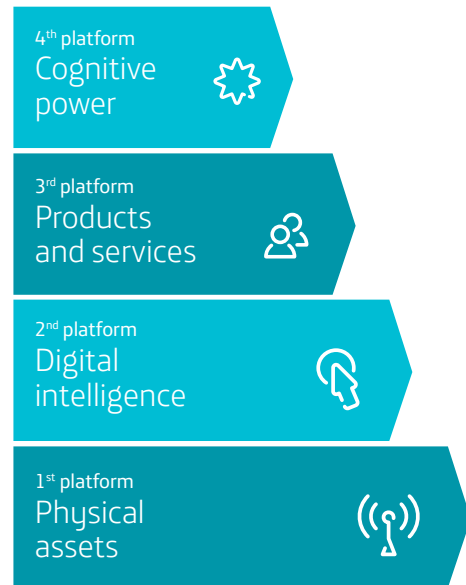 4th platform
Cognitive
power
3rd platform
Products
and services
2nd platform
Digital
intelligence
1st platform
Physical
assets